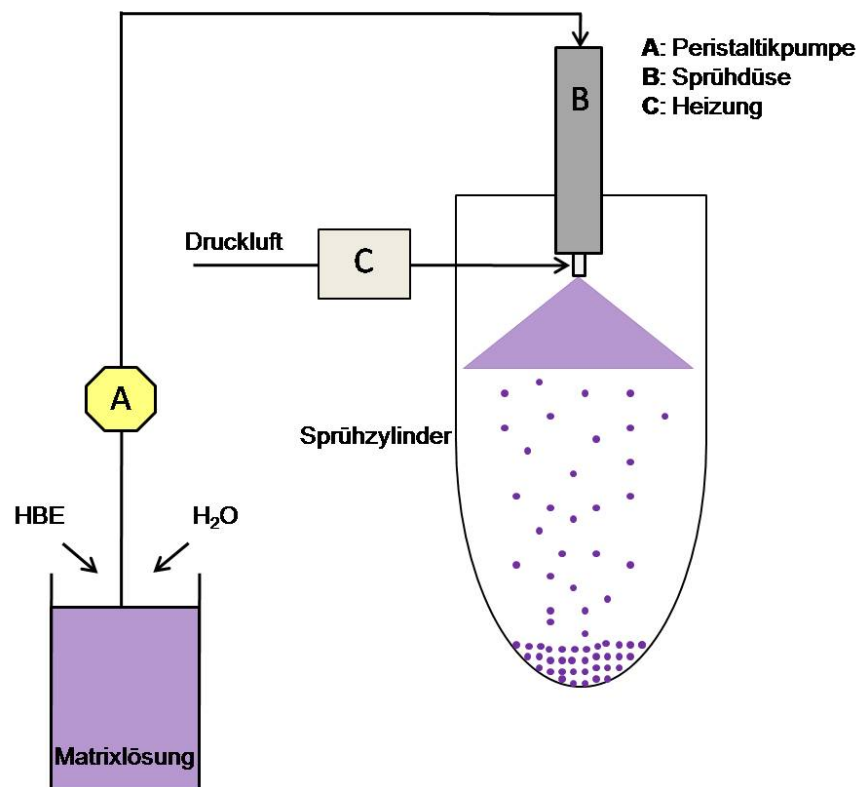 A: Peristaltikpumpe
B: Sprühdüse
C: Heizung
B
Druckluft
C
A
Sprühzylinder
HBE
H₂O
Matrixlösung